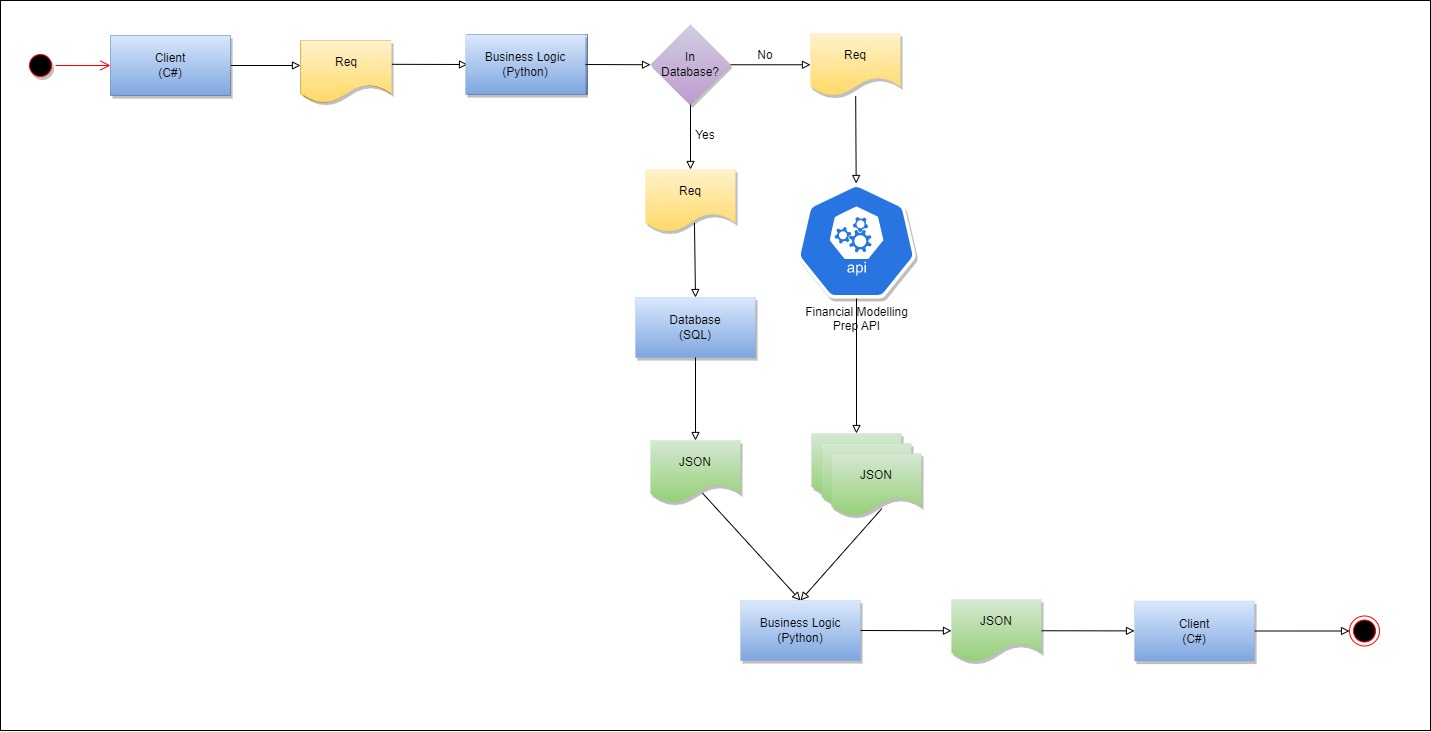 Client
(C#)
Req
Business Logic
(Python)
In
Database?
No
Req
Yes
Req
api
Financial Modelling
Prep API
Database
(SQL)
JSON
JSON
Business Logic
(Python)
JSON
Client
(C#)